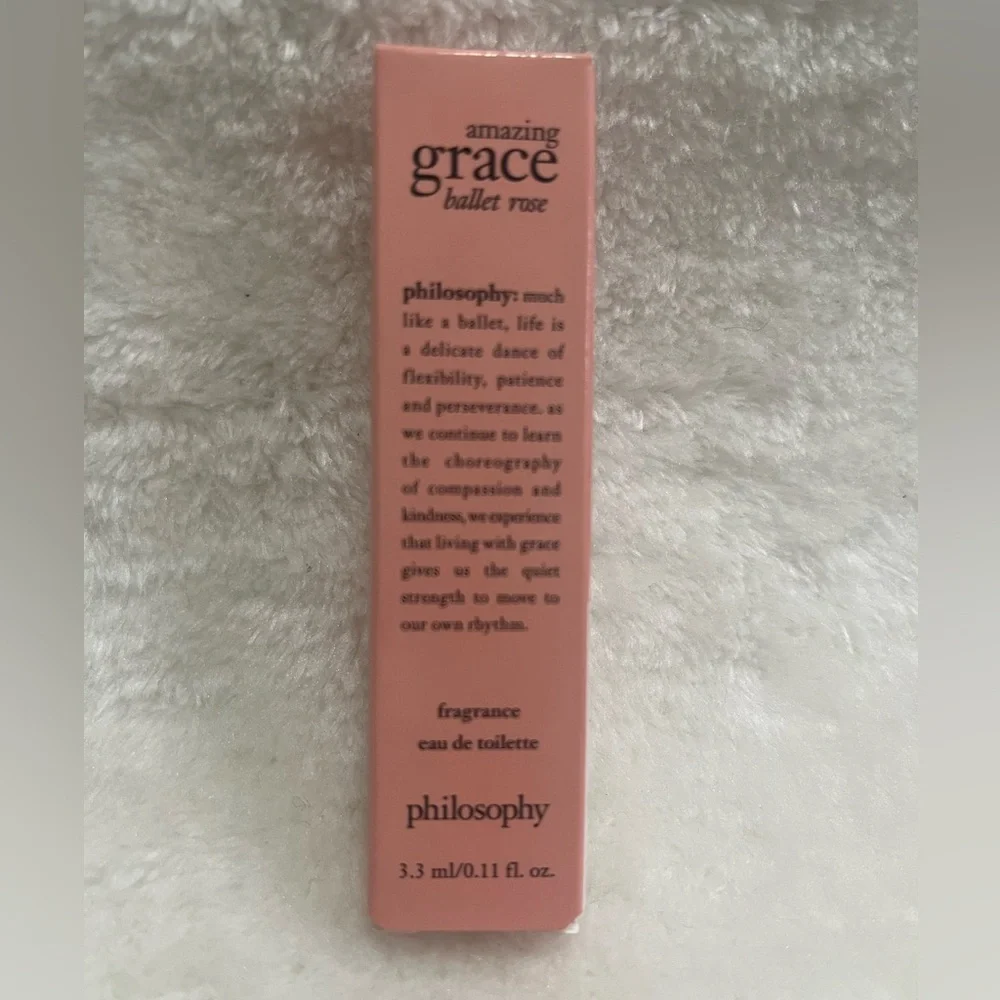 amazing
grace
ballet rose
philosophy: much
like a ballet, life is
a delicate dance of
flexibility, patience
and perseverance. as
we continue to learn
the choreography
of compassion and
kindness, we experience
that living with grace
gives us the quiet
strength to move to
our own rhythm.
fragrance
eau de toilette
philosophy
3.3 ml/0.11 fl. oz.